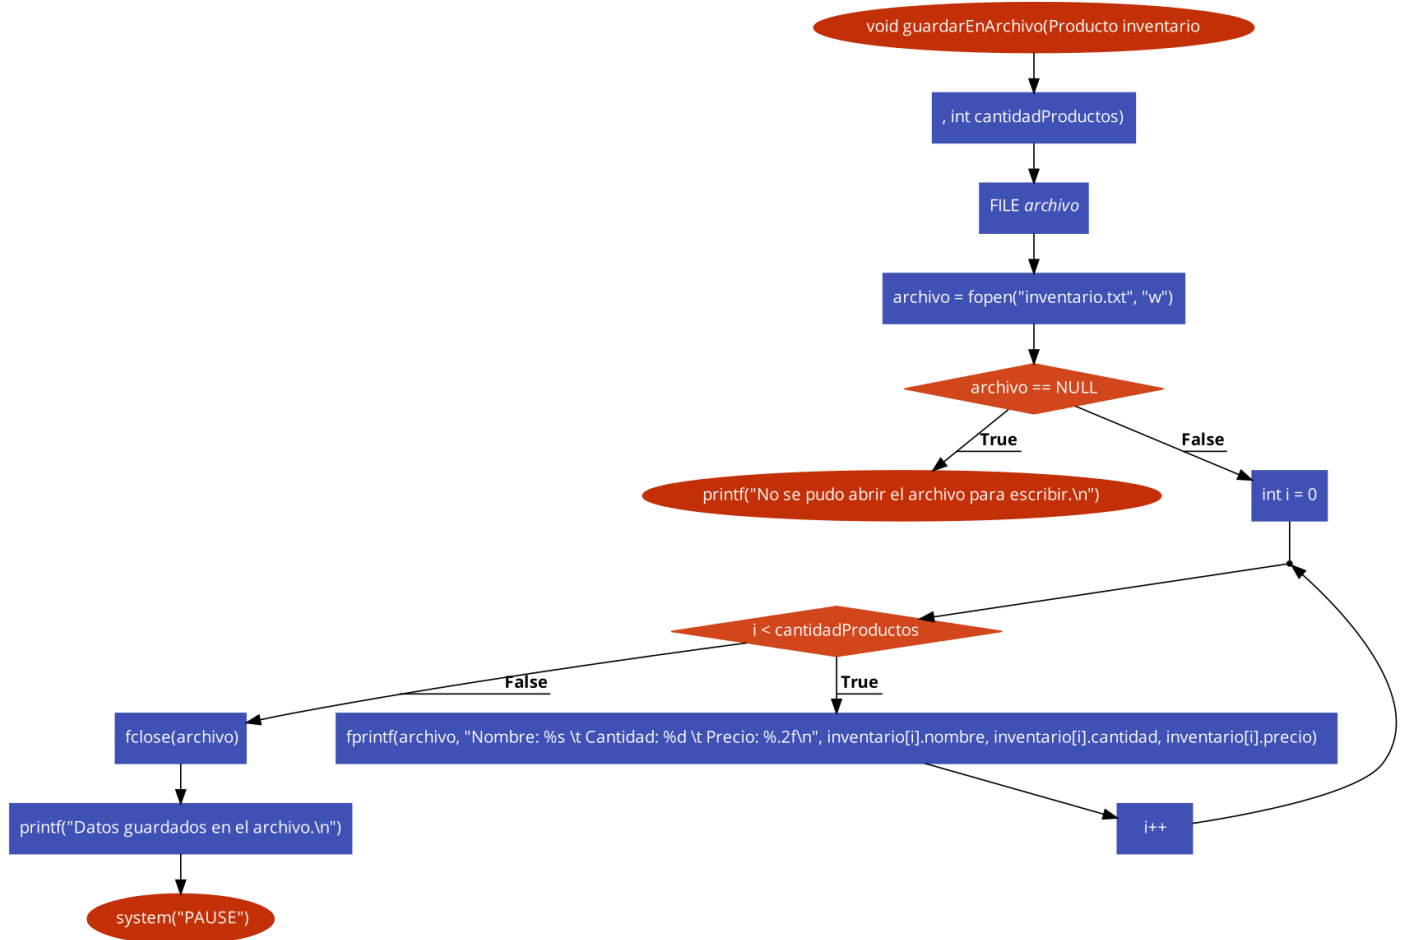 void guardarEnArchivo(Producto inventario
, int cantidadProductos)
FILE archivo
archivo = fopen("inventario.txt", "w")
archivo == NULL
True
False
printf("No se pudo abrir el archivo para escribir.\n")
int i = 0
i < cantidadProductos
False
True
fclose(archivo)
fprintf(archivo, "Nombre: %s \t Cantidad: %d \t Precio: %.2f\n", inventario[i].nombre, inventario[i].cantidad, inventario[i].precio)
printf("Datos guardados en el archivo.\n")
i++
system("PAUSE")